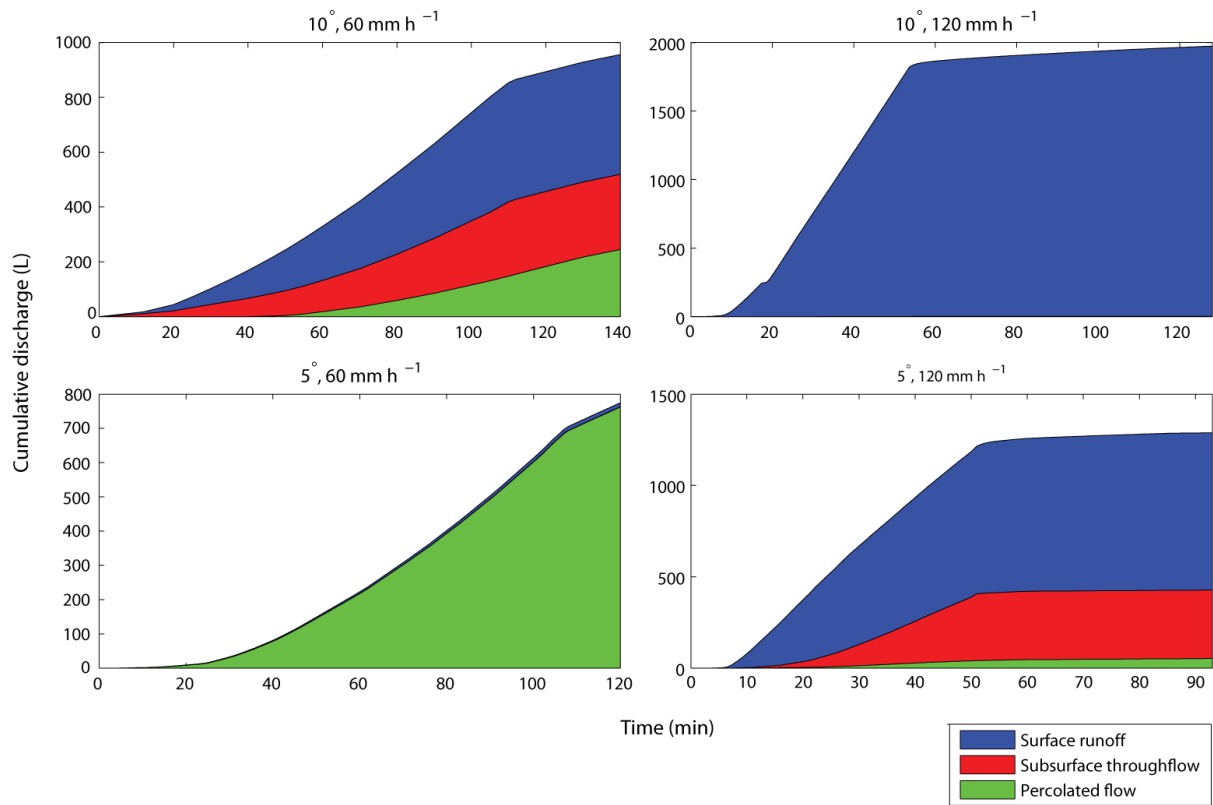 10°, 60 mm h ⁻¹
1000
800
600
400
200
0
0 20 40 60 80 100 120 140
10°, 120 mm h ⁻¹
2000
1500
1000
500
0
0 20 40 60 80 100 120
Cumulative discharge (L)
5°, 60 mm h ⁻¹
800
700
600
500
400
300
200
100
0
0 20 40 60 80 100 120
5°, 120 mm h ⁻¹
1500
1000
500
0
0 10 20 30 40 50 60 70 80 90
Time (min)
Surface runoff
Subsurface throughflow
Percolated flow